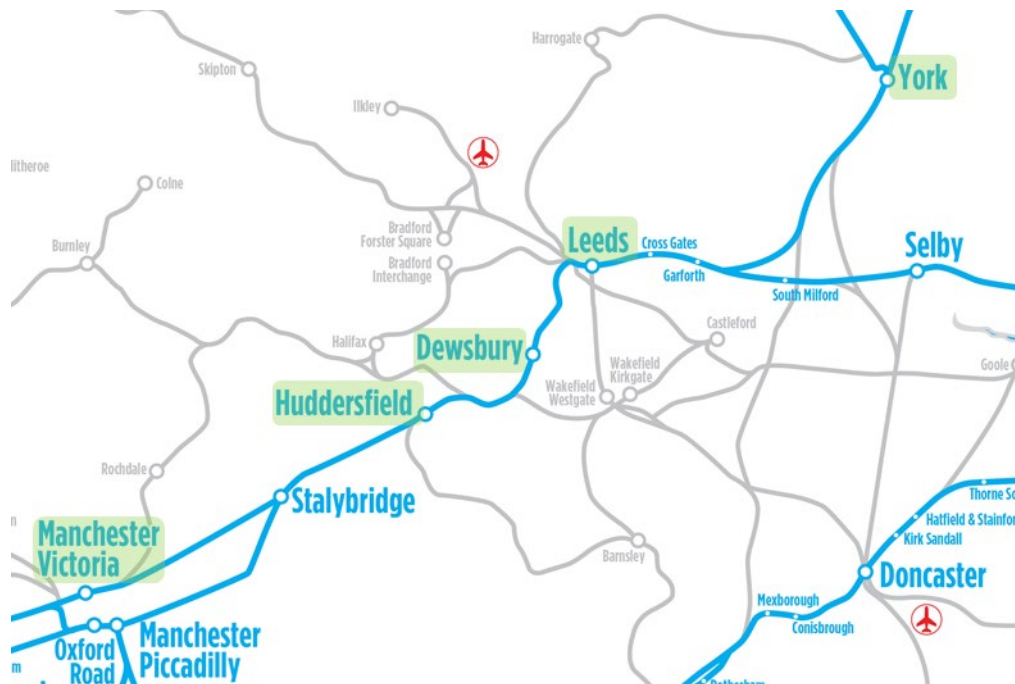 Harrogate
York
Skipton
Ilkley
litheroe
Colne
Bradford
Forster Square
Leeds
Cross Gates
Selby
Burnley
Bradford
Interchange
Garforth
South Milford
Halifax
Dewsbury
Castleford
Wakefield
Kirkgate
Goole
Wakefield
Westgate
Huddersfield
Rochdale
Stalybridge
Thorne So
Hatfield & Stainfor
Kirk Sandall
Manchester
Victoria
Barnsley
Doncaster
Mexborough
Conisbrough
Oxford
Road
Manchester
Piccadilly
m
n